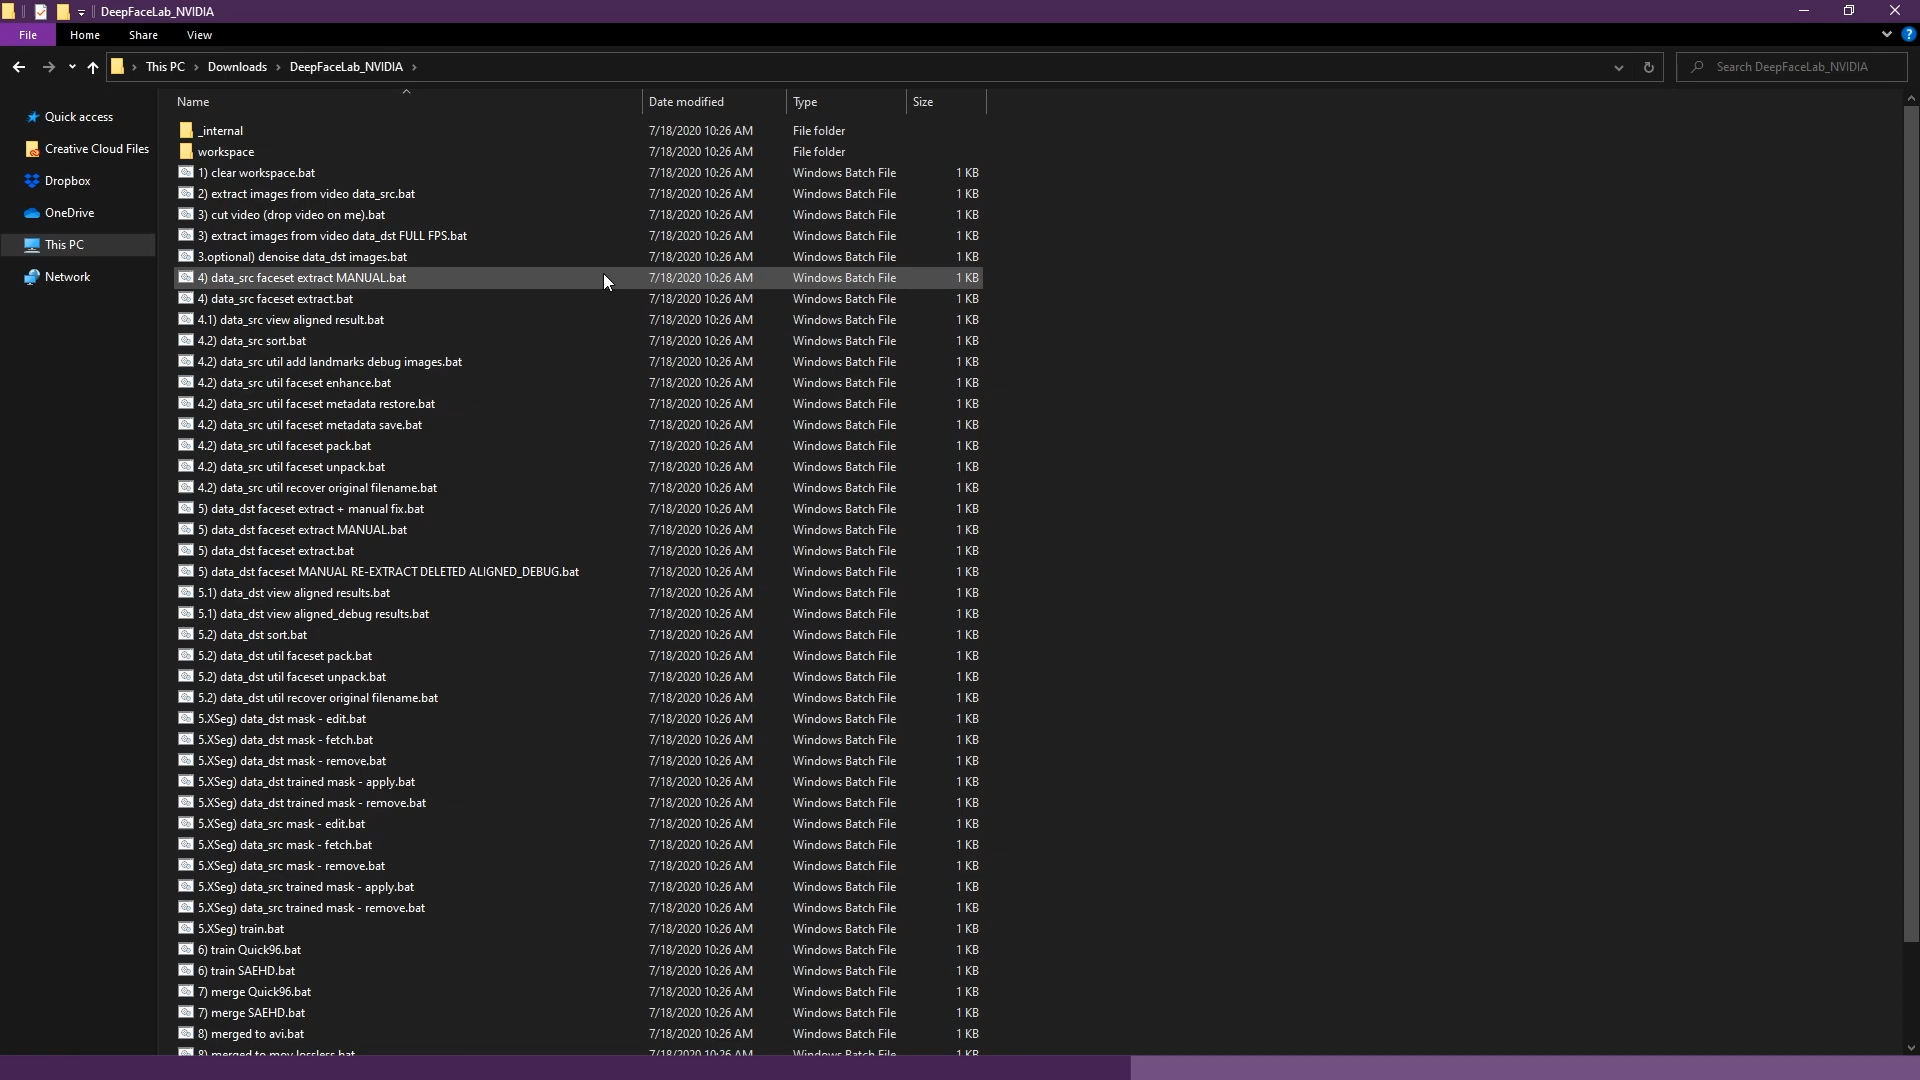 DeepFaceLab_NVIDIA
File Home Share View
This PC Downloads DeepFaceLab_NVIDIA Search DeepFaceLab_NVIDIA
Quick access
Creative Cloud Files
Dropbox
OneDrive
This PC
Network
Name Date modified Type Size
_internal 7/18/2020 10:26 AM File folder
workspace 7/18/2020 10:26 AM File folder
1) clear workspace.bat 7/18/2020 10:26 AM Windows Batch File 1 KB
2) extract images from video data_src.bat 7/18/2020 10:26 AM Windows Batch File 1 KB
3) cut video (drop video on me).bat 7/18/2020 10:26 AM Windows Batch File 1 KB
3) extract images from video data_dst FULL FPS.bat 7/18/2020 10:26 AM Windows Batch File 1 KB
3.optional) denoise data_dst images.bat 7/18/2020 10:26 AM Windows Batch File 1 KB
4) data_src faceset extract MANUAL.bat 7/18/2020 10:26 AM Windows Batch File 1 KB
4) data_src faceset extract.bat 7/18/2020 10:26 AM Windows Batch File 1 KB
4.1) data_src view aligned result.bat 7/18/2020 10:26 AM Windows Batch File 1 KB
4.2) data_src sort.bat 7/18/2020 10:26 AM Windows Batch File 1 KB
4.2) data_src util add landmarks debug images.bat 7/18/2020 10:26 AM Windows Batch File 1 KB
4.2) data_src util faceset enhance.bat 7/18/2020 10:26 AM Windows Batch File 1 KB
4.2) data_src util faceset metadata restore.bat 7/18/2020 10:26 AM Windows Batch File 1 KB
4.2) data_src util faceset metadata save.bat 7/18/2020 10:26 AM Windows Batch File 1 KB
4.2) data_src util faceset pack.bat 7/18/2020 10:26 AM Windows Batch File 1 KB
4.2) data_src util faceset unpack.bat 7/18/2020 10:26 AM Windows Batch File 1 KB
4.2) data_src util recover original filename.bat 7/18/2020 10:26 AM Windows Batch File 1 KB
5) data_dst faceset extract + manual fix.bat 7/18/2020 10:26 AM Windows Batch File 1 KB
5) data_dst faceset extract MANUAL.bat 7/18/2020 10:26 AM Windows Batch File 1 KB
5) data_dst faceset extract.bat 7/18/2020 10:26 AM Windows Batch File 1 KB
5) data_dst faceset MANUAL RE-EXTRACT DELETED ALIGNED_DEBUG.bat 7/18/2020 10:26 AM Windows Batch File 1 KB
5.1) data_dst view aligned results.bat 7/18/2020 10:26 AM Windows Batch File 1 KB
5.1) data_dst view aligned_debug results.bat 7/18/2020 10:26 AM Windows Batch File 1 KB
5.2) data_dst sort.bat 7/18/2020 10:26 AM Windows Batch File 1 KB
5.2) data_dst util faceset pack.bat 7/18/2020 10:26 AM Windows Batch File 1 KB
5.2) data_dst util faceset unpack.bat 7/18/2020 10:26 AM Windows Batch File 1 KB
5.2) data_dst util recover original filename.bat 7/18/2020 10:26 AM Windows Batch File 1 KB
5.XSeg) data_dst mask - edit.bat 7/18/2020 10:26 AM Windows Batch File 1 KB
5.XSeg) data_dst mask - fetch.bat 7/18/2020 10:26 AM Windows Batch File 1 KB
5.XSeg) data_dst mask - remove.bat 7/18/2020 10:26 AM Windows Batch File 1 KB
5.XSeg) data_dst trained mask - apply.bat 7/18/2020 10:26 AM Windows Batch File 1 KB
5.XSeg) data_dst trained mask - remove.bat 7/18/2020 10:26 AM Windows Batch File 1 KB
5.XSeg) data_src mask - edit.bat 7/18/2020 10:26 AM Windows Batch File 1 KB
5.XSeg) data_src mask - fetch.bat 7/18/2020 10:26 AM Windows Batch File 1 KB
5.XSeg) data_src mask - remove.bat 7/18/2020 10:26 AM Windows Batch File 1 KB
5.XSeg) data_src trained mask - apply.bat 7/18/2020 10:26 AM Windows Batch File 1 KB
5.XSeg) data_src trained mask - remove.bat 7/18/2020 10:26 AM Windows Batch File 1 KB
5.XSeg) train.bat 7/18/2020 10:26 AM Windows Batch File 1 KB
6) train Quick96.bat 7/18/2020 10:26 AM Windows Batch File 1 KB
6) train SAEHD.bat 7/18/2020 10:26 AM Windows Batch File 1 KB
7) merge Quick96.bat 7/18/2020 10:26 AM Windows Batch File 1 KB
7) merge SAEHD.bat 7/18/2020 10:26 AM Windows Batch File 1 KB
8) merged to avi.bat 7/18/2020 10:26 AM Windows Batch File 1 KB
8) merged to mov lossless.bat 7/18/2020 10:26 AM Windows Batch File 1 KB